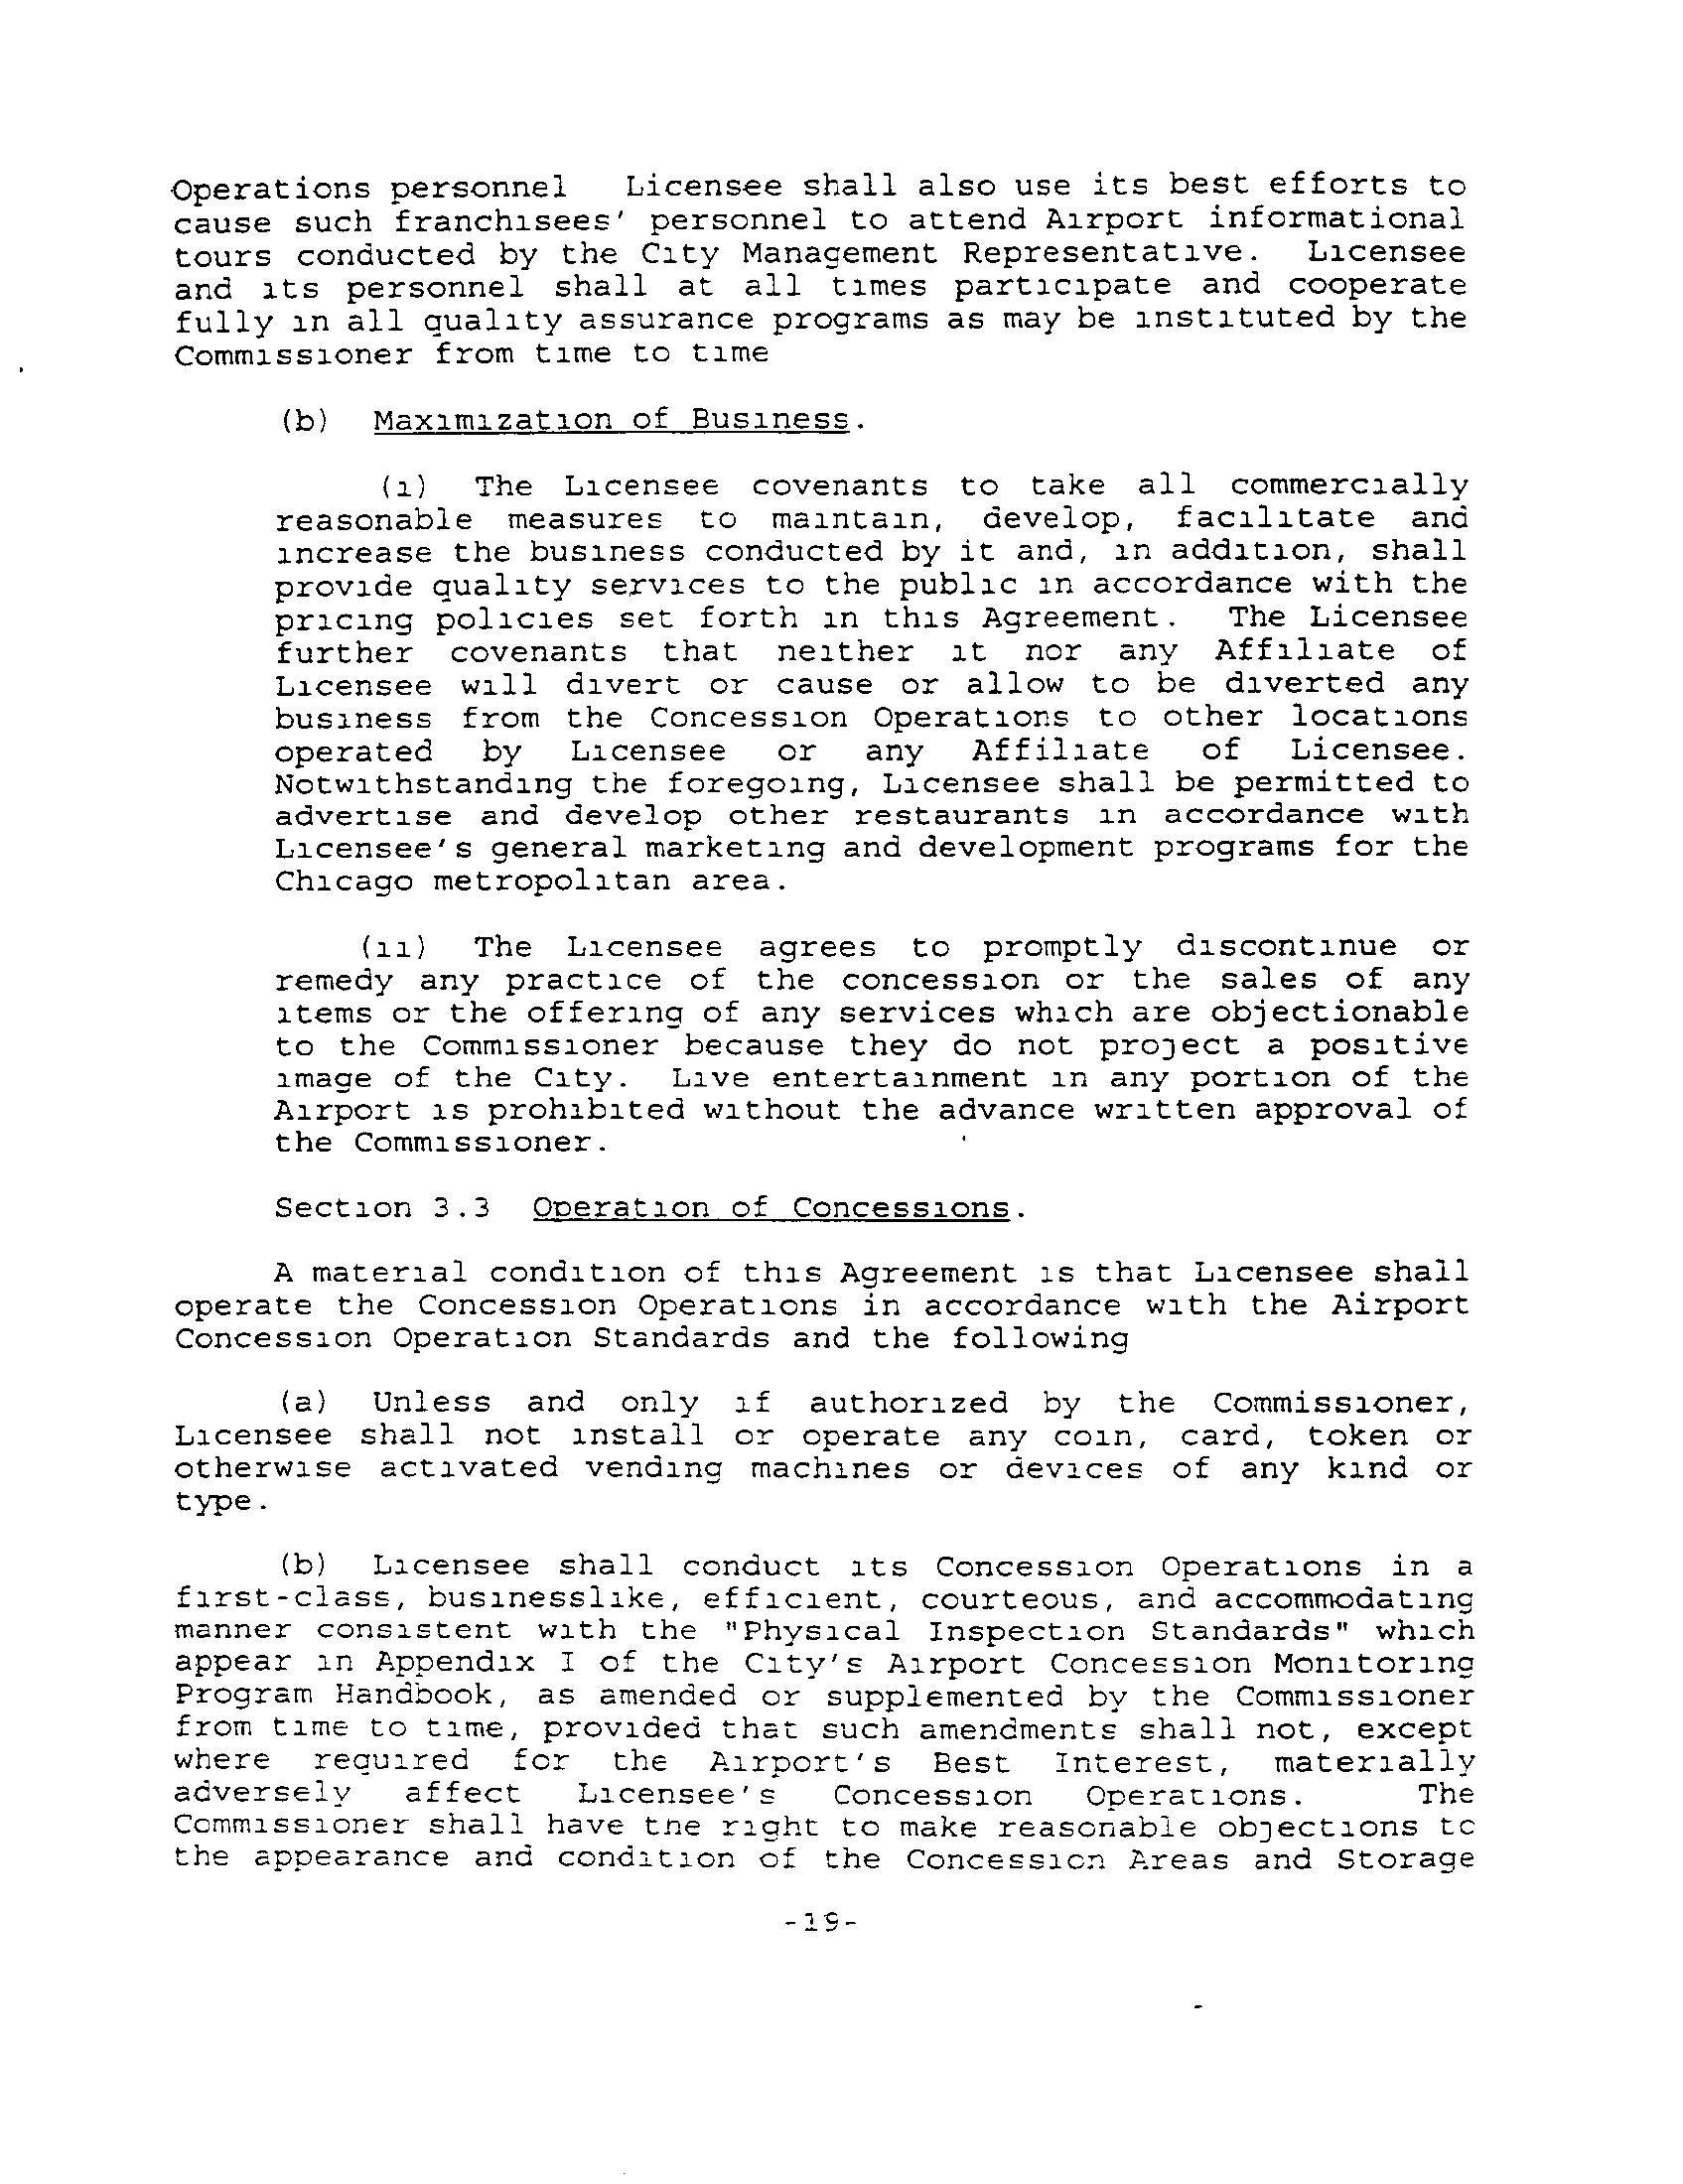 Operations personnel   Licensee shall also use its best efforts to
cause such franchisees' personnel to attend Airport informational
tours conducted by the City Management Representative.  Licensee
and its personnel shall at all times participate and cooperate
fully in all quality assurance programs as may be instituted by the
Commissioner from time to time
(b)  Maximization of Business.
(i)  The Licensee covenants to take all commercially
reasonable measures to maintain, develop, facilitate and
increase the business conducted by it and, in addition, shall
provide quality services to the public in accordance with the
pricing policies set forth in this Agreement.  The Licensee
further covenants that neither it nor any Affiliate of
Licensee will divert or cause or allow to be diverted any
business from the Concession Operations to other locations
operated by Licensee or any Affiliate of Licensee.
Notwithstanding the foregoing, Licensee shall be permitted to
advertise and develop other restaurants in accordance with
Licensee's general marketing and development programs for the
Chicago metropolitan area.
(ii)  The Licensee agrees to promptly discontinue or
remedy any practice of the concession or the sales of any
items or the offering of any services which are objectionable
to the Commissioner because they do not project a positive
image of the City.  Live entertainment in any portion of the
Airport is prohibited without the advance written approval of
the Commissioner.
Section 3.3  Operation of Concessions.
A material condition of this Agreement is that Licensee shall
operate the Concession Operations in accordance with the Airport
Concession Operation Standards and the following
(a)  Unless and only if authorized by the Commissioner,
Licensee shall not install or operate any coin, card, token or
otherwise activated vending machines or devices of any kind or
type.
(b)  Licensee shall conduct its Concession Operations in a
first-class, businesslike, efficient, courteous, and accommodating
manner consistent with the "Physical Inspection Standards" which
appear in Appendix I of the City's Airport Concession Monitoring
Program Handbook, as amended or supplemented by the Commissioner
from time to time, provided that such amendments shall not, except
where required for the Airport's Best Interest, materially
adversely affect Licensee's Concession Operations.  The
Commissioner shall have the right to make reasonable objections to
the appearance and condition of the Concession Areas and Storage
-19-